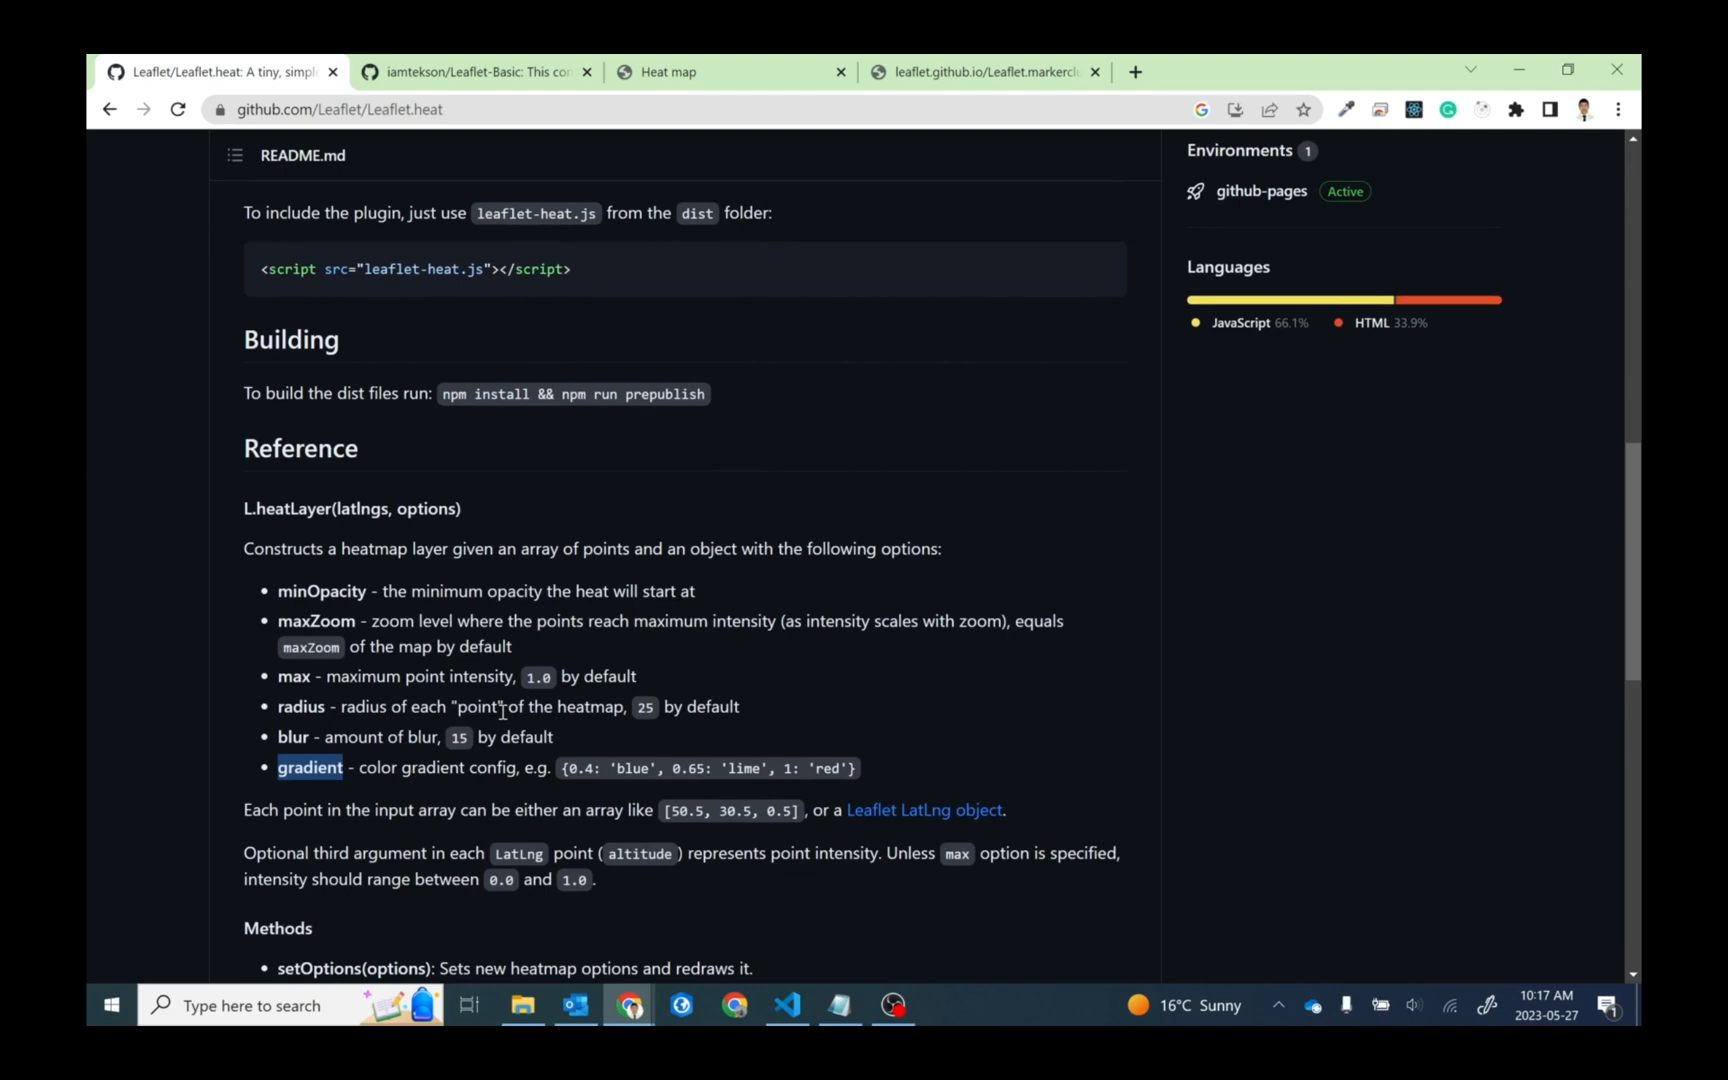 Leaflet/Leaflet.heat: A tiny, simpl
iamtekson/Leaflet-Basic: This con
Heat map
leaflet.github.io/Leaflet.markerclu
github.com/Leaflet/Leaflet.heat
README.md
To include the plugin, just use leaflet-heat.js from the dist folder:
<script src="leaflet-heat.js"></script>
Building
To build the dist files run: npm install && npm run prepublish
Reference
L.heatLayer(latlngs, options)
Constructs a heatmap layer given an array of points and an object with the following options:
• minOpacity - the minimum opacity the heat will start at
• maxZoom - zoom level where the points reach maximum intensity (as intensity scales with zoom), equals
maxZoom of the map by default
• max - maximum point intensity, 1.0 by default
• radius - radius of each "point" of the heatmap, 25 by default
• blur - amount of blur, 15 by default
• gradient - color gradient config, e.g. {0.4: 'blue', 0.65: 'lime', 1: 'red'}
Each point in the input array can be either an array like [50.5, 30.5, 0.5], or a Leaflet LatLng object.
Optional third argument in each LatLng point (altitude) represents point intensity. Unless max option is specified,
intensity should range between 0.0 and 1.0.
Methods
• setOptions(options): Sets new heatmap options and redraws it.
Environments 1
github-pages Active
Languages
JavaScript 66.1% HTML 33.9%
Type here to search
16°C Sunny
10:17 AM
2023-05-27
1